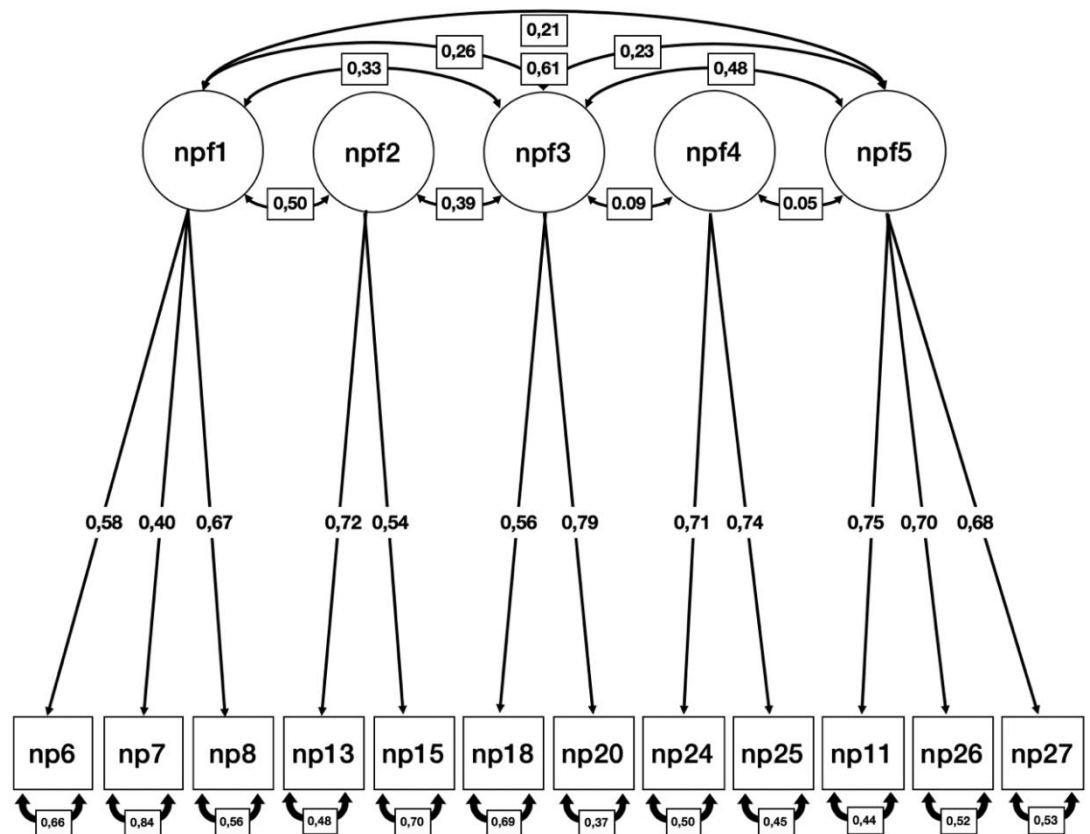 0,21
0,26 0,23
0,33 0,61 0,48
npf1 npf2 npf3 npf4 npf5
0,50 0,39 0.09 0.05
0,58 0,40 0,67 0,72 0,54 0,56 0,79 0,71 0,74 0,75 0,70 0,68
np6 np7 np8 np13 np15 np18 np20 np24 np25 np11 np26 np27
0,66 0,84 0,56 0,48 0,70 0,69 0,37 0,50 0,45 0,44 0,52 0,53